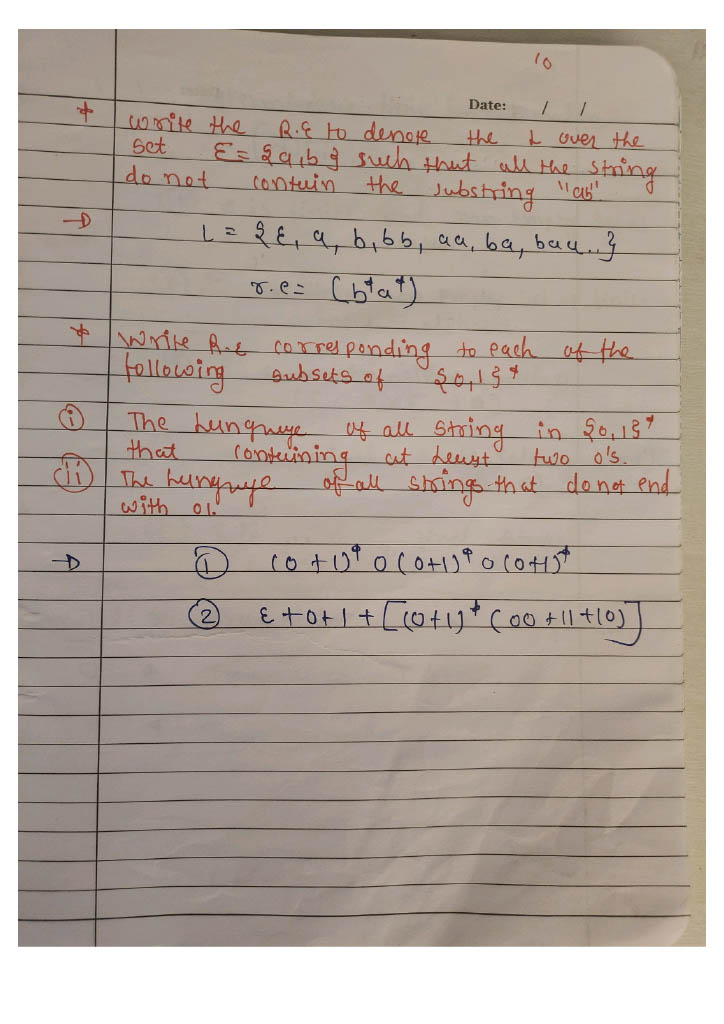 10
Date: / /
* Write the R.E to denote the L over the
set Ɛ = {a,b} such that all the string
do not contain the substring "ab".
→ L = {ε, a, b, bb, aa, ba, baa..}
r.e = (b*a*)
* Write R.E corresponding to each of the
following subsets of {0,1}*
(i) The Language of all string in {0,1}*
that containing at least two 0's.
(ii) The Language of all strings that do not end
with 01.
→ ① (0+1)* 0 (0+1)* 0 (0+1)*
② ε+0+1+[(0+1)* (00+11+10)]